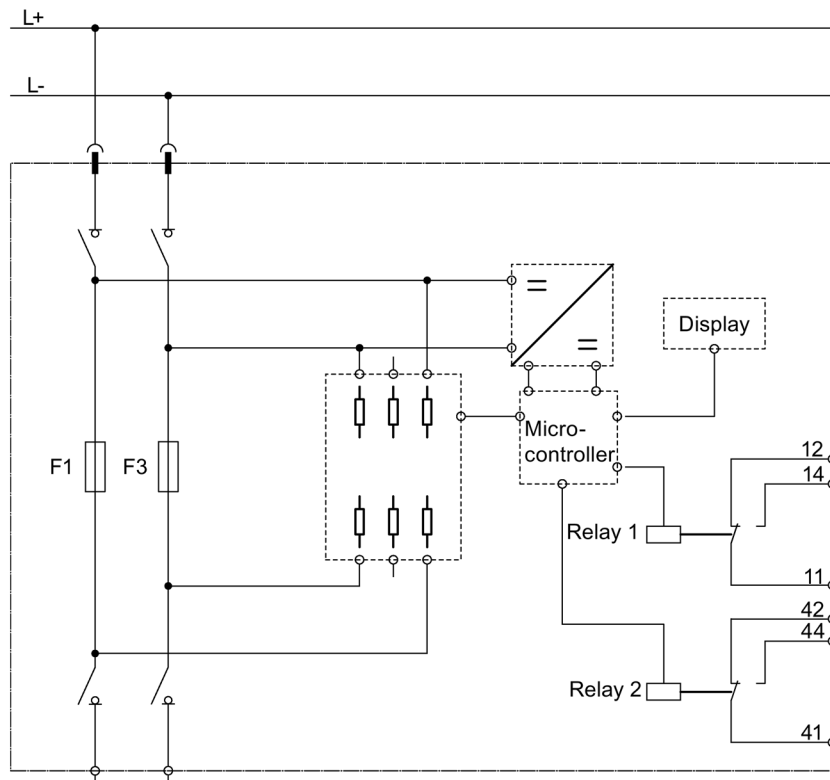 L+
L-
Display
Micro-
controller
F1
F3
12
14
Relay 1
11
42
44
Relay 2
41